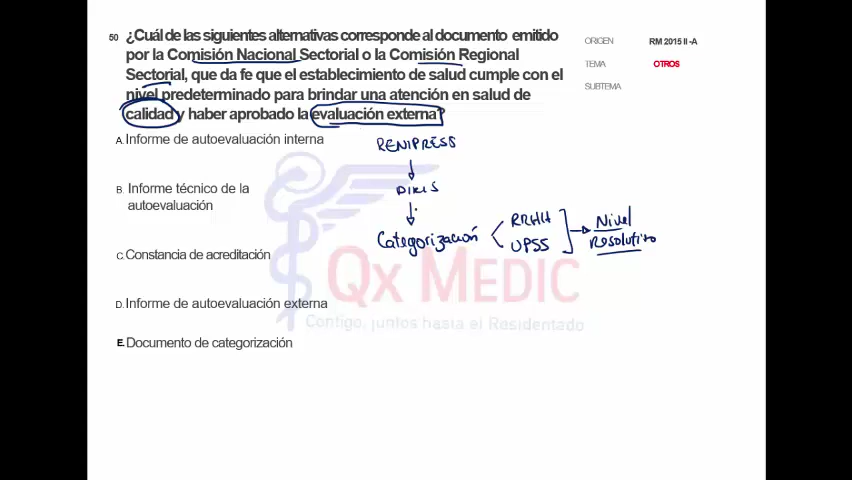 50 ¿Cuál de las siguientes alternativas corresponde al documento emitido
por la Comisión Nacional Sectorial o la Comisión Regional
Sectorial, que da fe que el establecimiento de salud cumple con el
nivel predeterminado para brindar una atención en salud de
calidad y haber aprobado la evaluación externa?
ORIGEN RM 2015 II -A
TEMA OTROS
SUBTEMA
A. Informe de autoevaluación interna
B. Informe técnico de la
autoevaluación
C. Constancia de acreditación
D. Informe de autoevaluación externa
E. Documento de categorización
RENIPRESS
DIRIS
Categorización
RRHH
UPSS
Nivel
Resolutivo
Qx MEDIC
Contigo, juntos hasta el Residentado